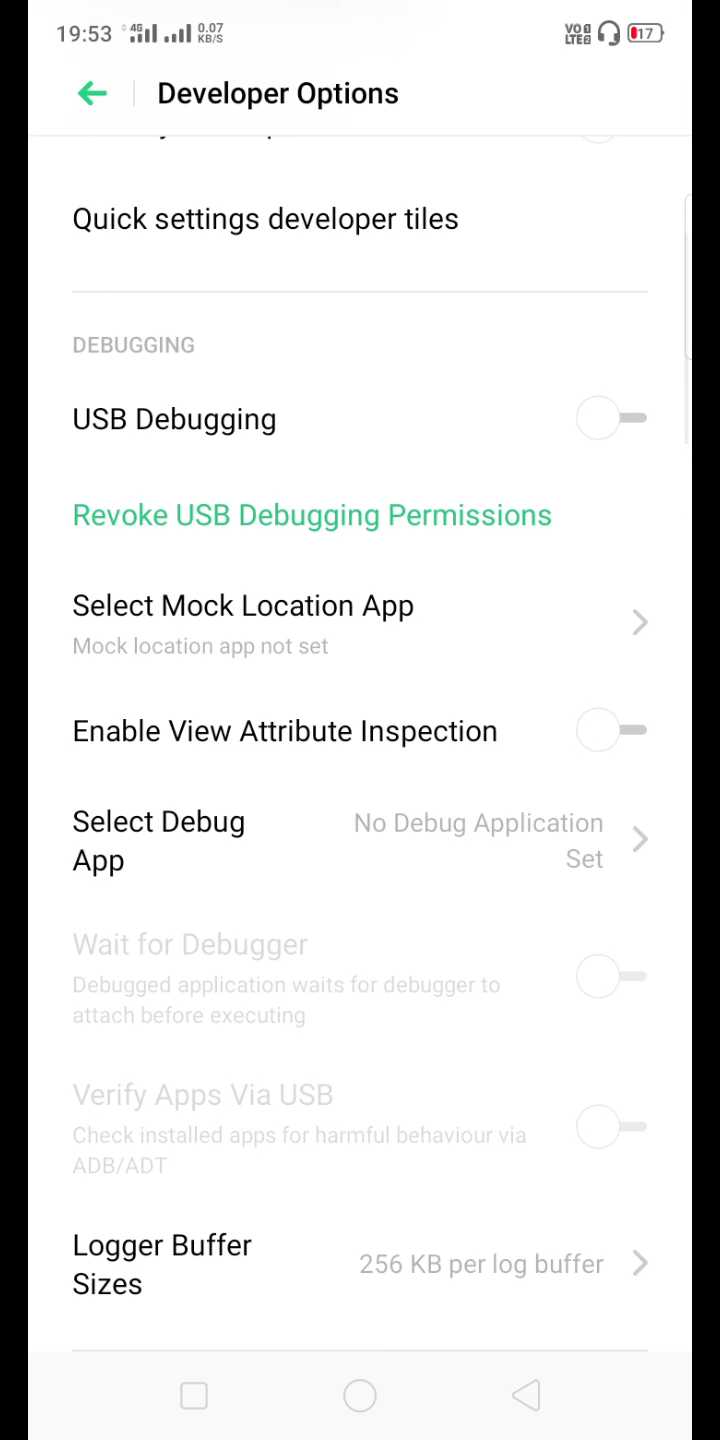 19:53 4G 0.07 KB/S VO LTE 17
Developer Options
Quick settings developer tiles
DEBUGGING
USB Debugging
Revoke USB Debugging Permissions
Select Mock Location App
Mock location app not set
Enable View Attribute Inspection
Select Debug App
No Debug Application Set
Wait for Debugger
Debugged application waits for debugger to
attach before executing
Verify Apps Via USB
Check installed apps for harmful behaviour via
ADB/ADT
Logger Buffer Sizes
256 KB per log buffer